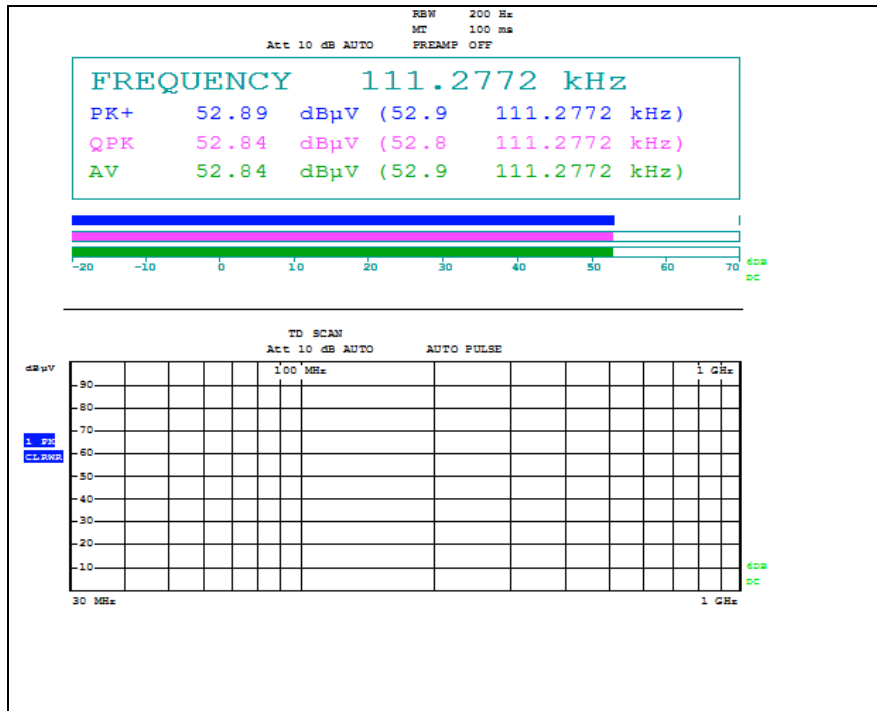 RBW 200 Hz
MT 100 ms
Att 10 dB AUTO PREAMP OFF
FREQUENCY 111.2772 kHz
PK+ 52.89 dBµV (52.9 111.2772 kHz)
QPK 52.84 dBµV (52.8 111.2772 kHz)
AV 52.84 dBµV (52.9 111.2772 kHz)
-20 -10 0 10 20 30 40 50 60 70
6DB
DC
TD SCAN
Att 10 dB AUTO AUTO PULSE
dBµV
100 MHz 1 GHz
90
80
70
1 PK
CLRWR
60
50
40
30
20
10
6DB
DC
30 MHz 1 GHz